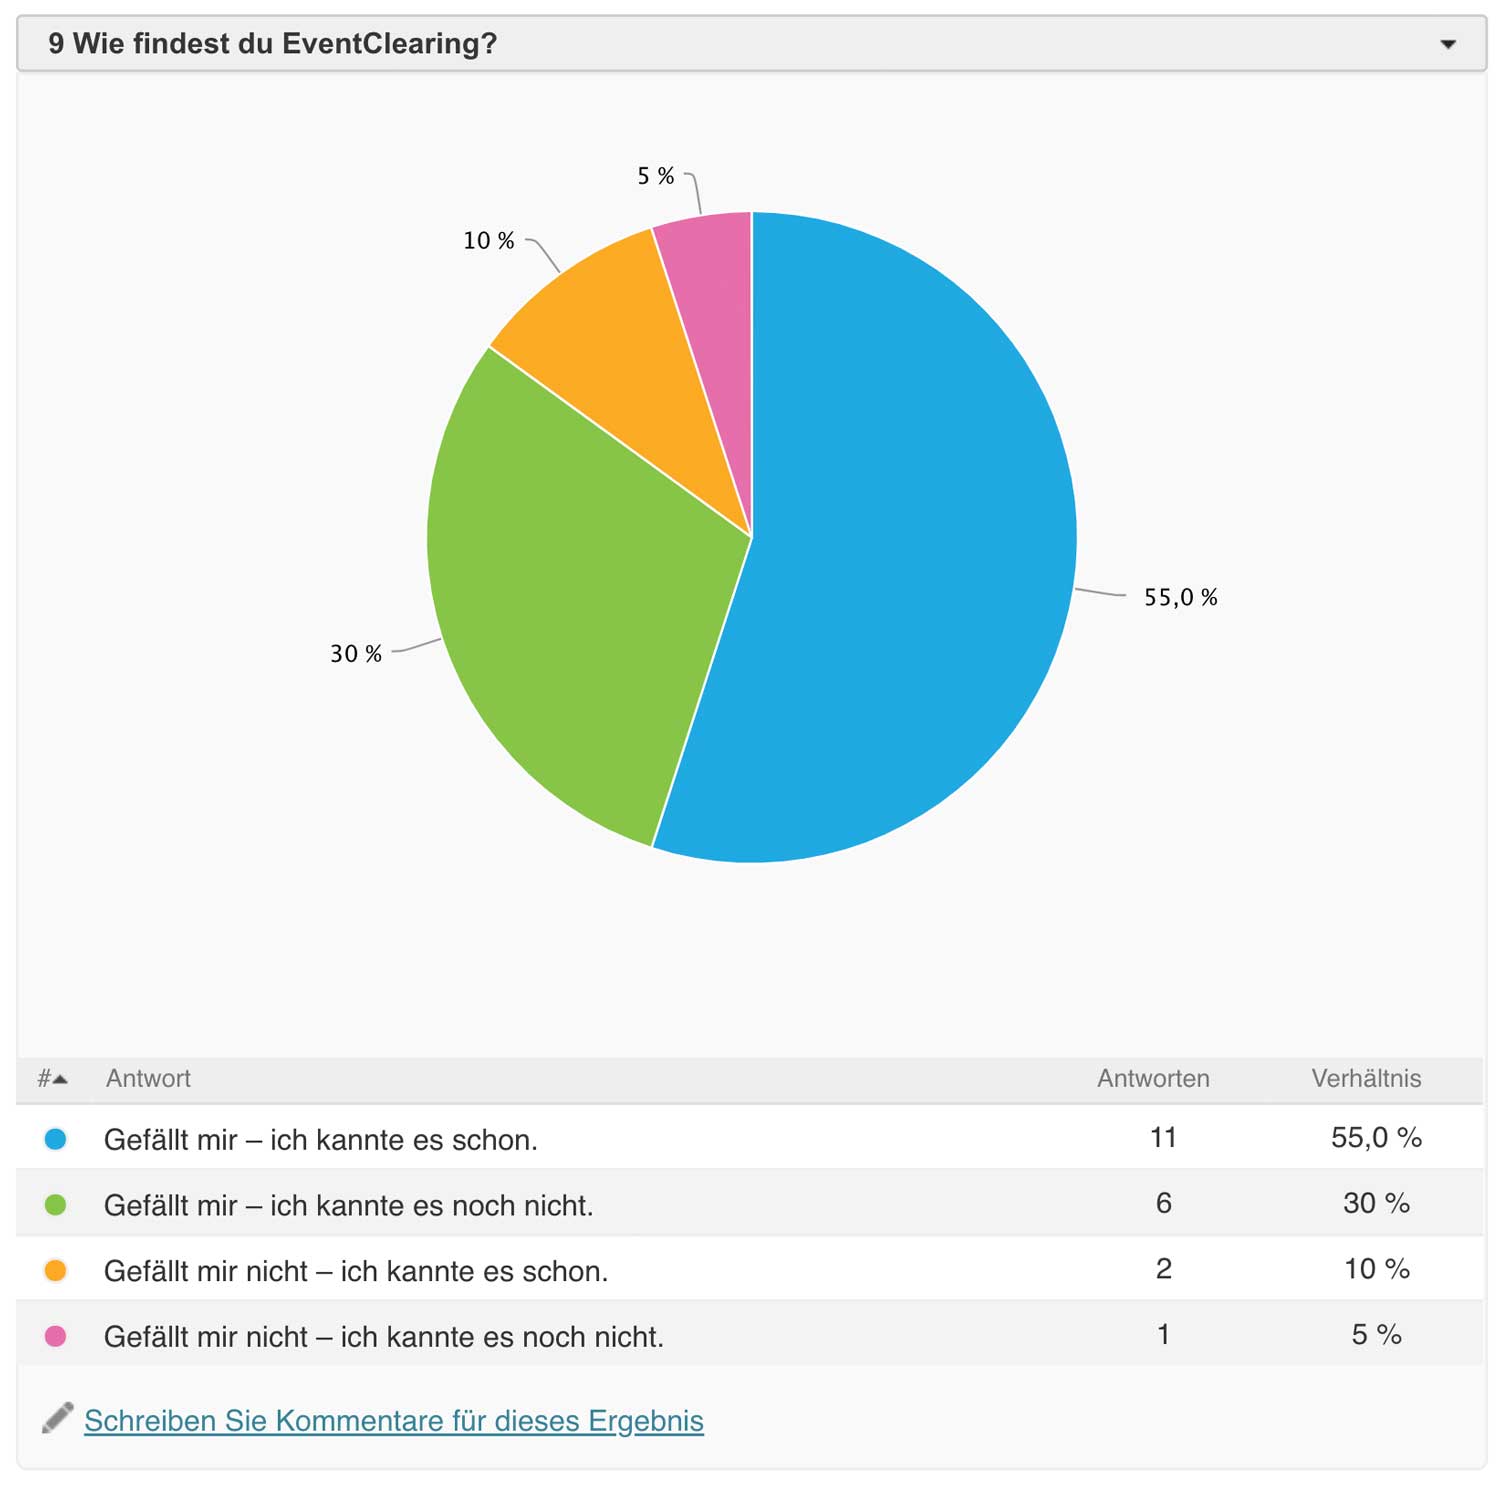 9 Wie findest du EventClearing?
5 %
10 %
55,0 %
30 %
# Antwort Antworten Verhältnis
Gefällt mir – ich kannte es schon. 11 55,0 %
Gefällt mir – ich kannte es noch nicht. 6 30 %
Gefällt mir nicht – ich kannte es schon. 2 10 %
Gefällt mir nicht – ich kannte es noch nicht. 1 5 %
Schreiben Sie Kommentare für dieses Ergebnis